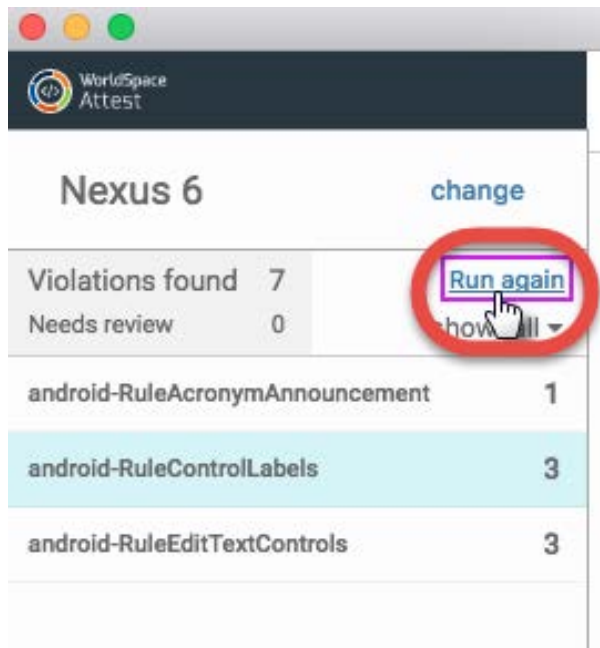 WorldSpace
Attest
Nexus 6 change
Violations found 7 Run again
Needs review 0 all
android-RuleAcronymAnnouncement 1
android-RuleControlLabels 3
android-RuleEditTextControls 3